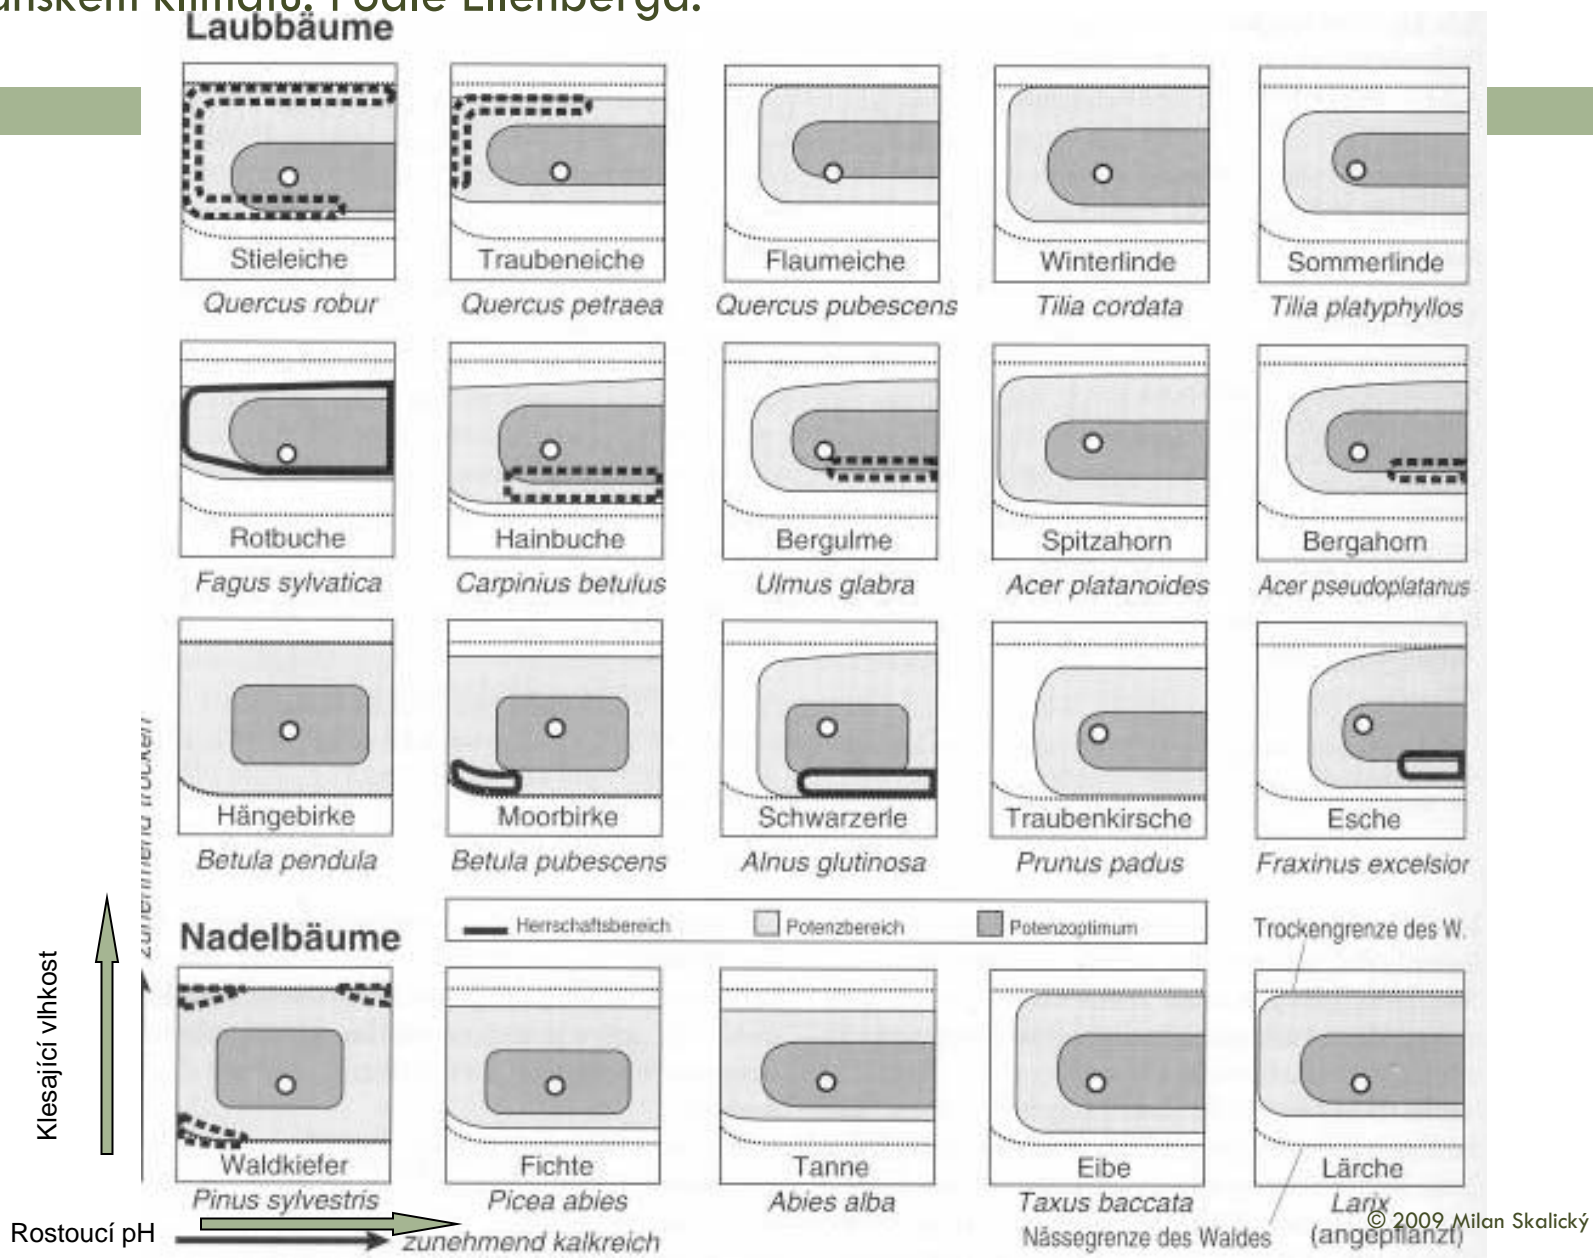 Podle Ellenberga.
Laubbäume
Stieleiche Traubeneiche Flaumeiche Winterlinde Sommerlinde
Quercus robur Quercus petraea Quercus pubescens Tilia cordata Tilia platyphyllos
Rotbuche Hainbuche Bergulme Spitzahorn Bergahorn
Fagus sylvatica Carpinius betulus Ulmus glabra Acer platanoides Acer pseudoplatanus
Hängebirke Moorbirke Schwarzerle Traubenkirsche Esche
Betula pendula Betula pubescens Alnus glutinosa Prunus padus Fraxinus excelsior
Herrschaftsbereich Potenzbereich Potenzoptimum
Trockengrenze des W.
Nadelbäume
Waldkiefer Fichte Tanne Eibe Lärche
Pinus sylvestris Picea abies Abies alba Taxus baccata Larix
(angepflanzt)
Nässegrenze des Waldes
zunehmend trocken
Klesající vlhkost
Rostoucí pH
zunehmend kalkreich
© 2009 Milan Skalický